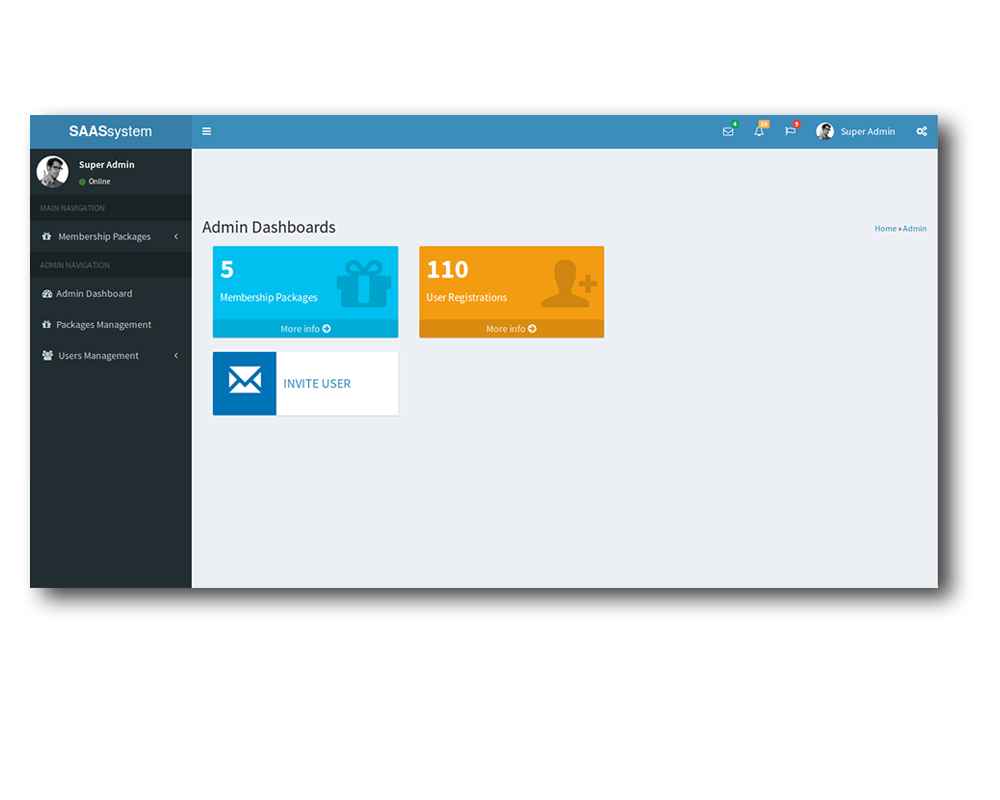 SAASsystem
4
10
9
Super Admin
Super Admin
Online
MAIN NAVIGATION
Membership Packages
ADMIN NAVIGATION
Admin Dashboard
Packages Management
Users Management
Admin Dashboards
Home » Admin
5
Membership Packages
More info
110
User Registrations
More info
INVITE USER